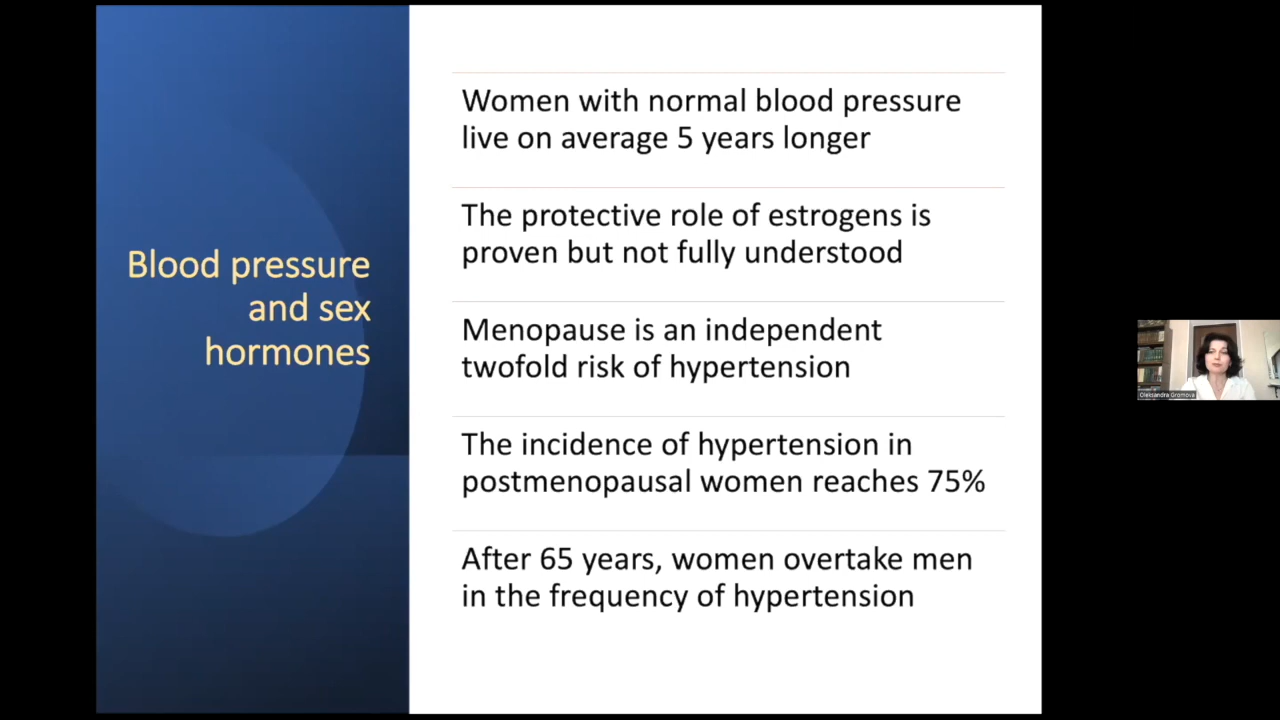 Blood pressure
and sex
hormones
Women with normal blood pressure
live on average 5 years longer
The protective role of estrogens is
proven but not fully understood
Menopause is an independent
twofold risk of hypertension
The incidence of hypertension in
postmenopausal women reaches 75%
After 65 years, women overtake men
in the frequency of hypertension
Oleksandra Gromova